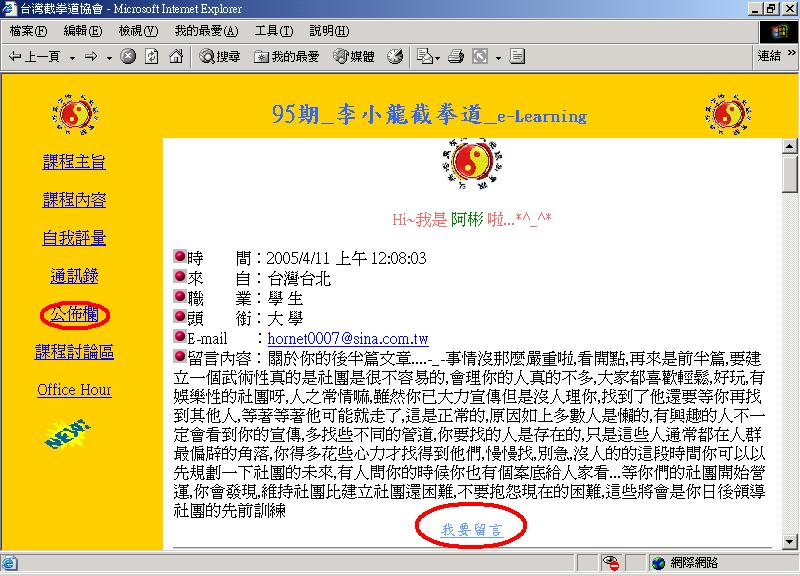 台灣截拳道協會 - Microsoft Internet Explorer
檔案(F) 編輯(E) 檢視(V) 我的最愛(A) 工具(T) 說明(H)
上一頁 搜尋 我的最愛 媒體 連結 »
95期_李小龍截拳道_e-Learning
課程主旨
課程內容
自我評量
通訊錄
公佈欄
課程討論區
Office Hour
NEW!
Hi~我是 阿彬 啦...*^_^*
時 間：2005/4/11 上午 12:08:03
來 自：台灣台北
職 業：學 生
頭 銜：大 學
E-mail ：hornet0007@sina.com.tw
留言內容：關於你的後半篇文章....-_-事情沒那麼嚴重啦,看開點,再來是前半篇,要建
立一個武術性真的是社團是很不容易的,會理你的人真的不多,大家都喜歡輕鬆,好玩,有
娛樂性的社團呀,人之常情嘛,雖然你已大力宣傳但是沒人理你,找到了他還要等你再找
到其他人,等著等著他可能就走了,這是正常的,原因如上多數人是懶的,有興趣的人不一
定會看到你的宣傳,多找些不同的管道,你要找的人是存在的,只是這些人通常都在人群
最偏辟的角落,你得多花些心力才找得到他們,慢慢找,別急,沒人的的這段時間你可以以
先規劃一下社團的未來,有人問你的時候你也有個案底給人家看...等你們的社團開始營
運,你會發現,維持社團比建立社團還困難,不要抱怨現在的困難,這些將會是你日後領導
社團的先前訓練
我要留言
網際網路